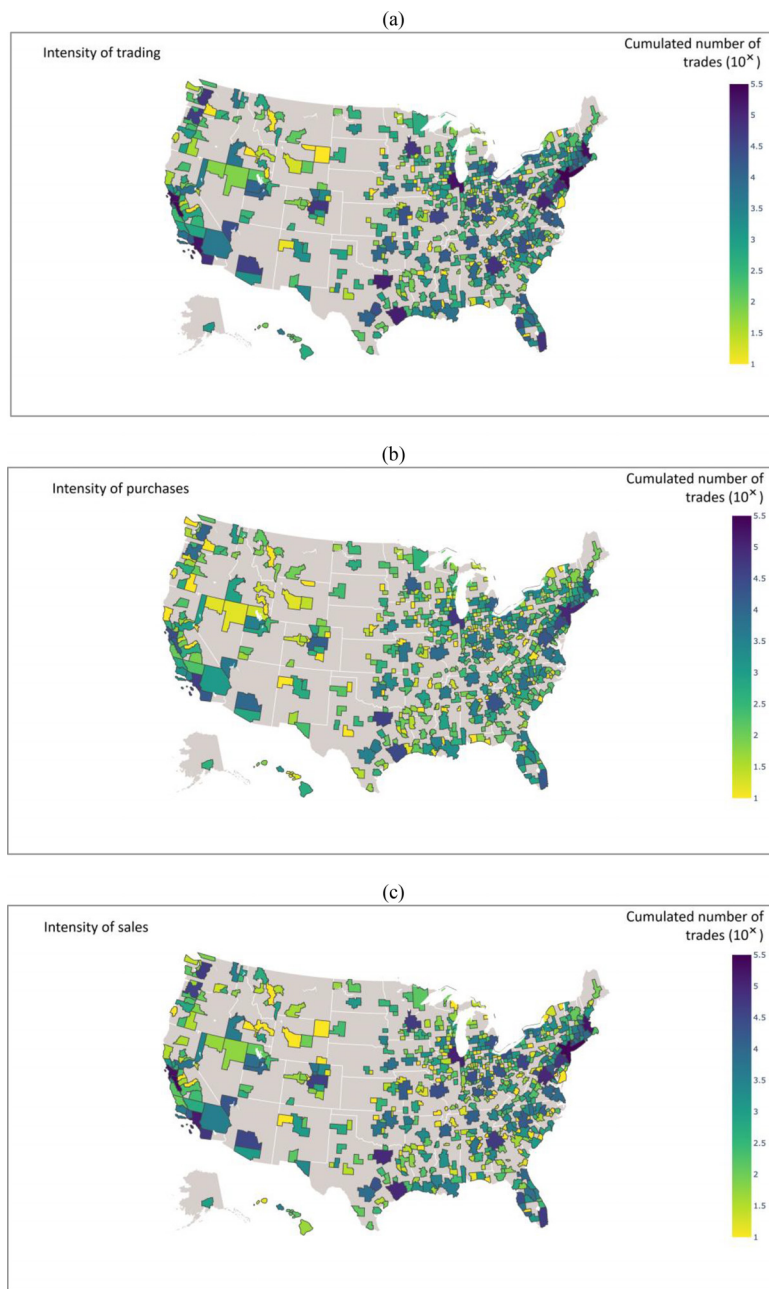 (a)
Intensity of trading
Cumulated number of
trades (10ˣ)
5.5
5
4.5
4
3.5
3
2.5
2
1.5
1
(b)
Intensity of purchases
Cumulated number of
trades (10ˣ)
5.5
5
4.5
4
3.5
3
2.5
2
1.5
1
(c)
Intensity of sales
Cumulated number of
trades (10ˣ)
5.5
5
4.5
4
3.5
3
2.5
2
1.5
1